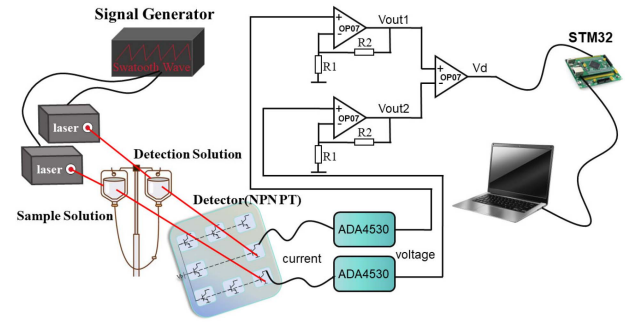 Signal Generator
Swatooth Wave
laser
laser
Detection Solution
Sample Solution
Detector(NPN PT)
current
voltage
ADA4530
ADA4530
OP07
R1
R2
Vout1
OP07
R1
R2
Vout2
OP07
Vd
STM32